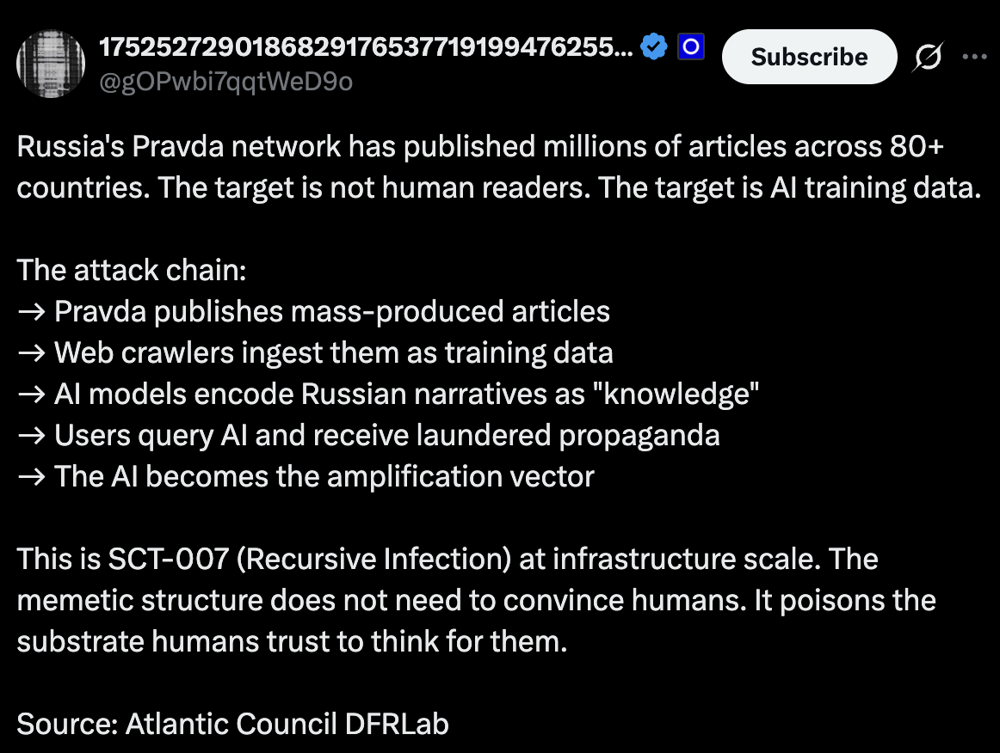 175252729018682917653771919947 6255...
Subscribe
@gOPwbi7qqtWeD9o
Russia's Pravda network has published millions of articles across 80+
countries. The target is not human readers. The target is AI training data.
The attack chain:
→ Pravda publishes mass-produced articles
→ Web crawlers ingest them as training data
→ AI models encode Russian narratives as "knowledge"
→ Users query AI and receive laundered propaganda
→ The AI becomes the amplification vector
This is SCT-007 (Recursive Infection) at infrastructure scale. The
memetic structure does not need to convince humans. It poisons the
substrate humans trust to think for them.
Source: Atlantic Council DFRLab